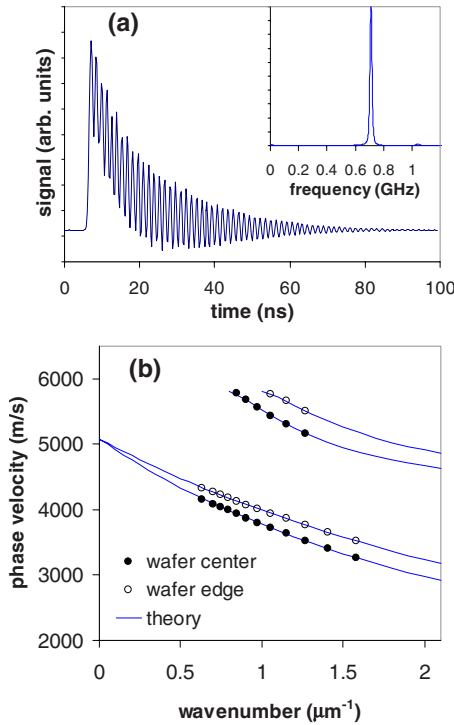 (a)
signal (arb. units)
0 0.2 0.4 0.6 0.8 1
frequency (GHz)
0 20 40 60 80 100
time (ns)
(b)
6000
5000
4000
3000
2000
phase velocity (m/s)
wafer center
wafer edge
theory
0 0.5 1 1.5 2
wavenumber (μm⁻¹)